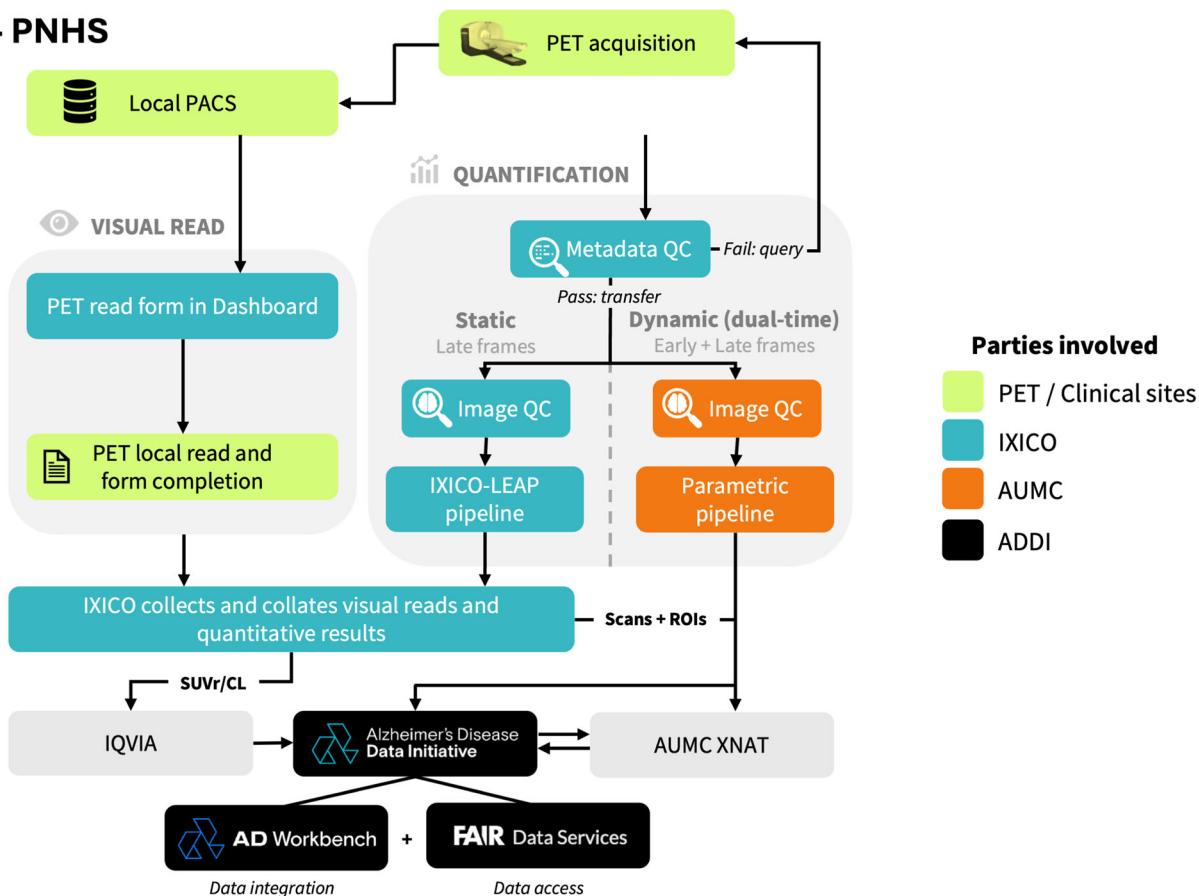 - PNHS
PET acquisition
Local PACS
QUANTIFICATION
VISUAL READ
Metadata QC
Fail: query
Pass: transfer
PET read form in Dashboard
Static
Late frames
Dynamic (dual-time)
Early + Late frames
Image QC
Image QC
PET local read and
form completion
IXICO-LEAP
pipeline
Parametric
pipeline
Parties involved
PET / Clinical sites
IXICO
AUMC
ADDI
IXICO collects and collates visual reads and
quantitative results
Scans + ROIs
SUVr/CL
IQVIA
Alzheimer's Disease
Data Initiative
AUMC XNAT
AD Workbench
+
FAIR Data Services
Data integration
Data access